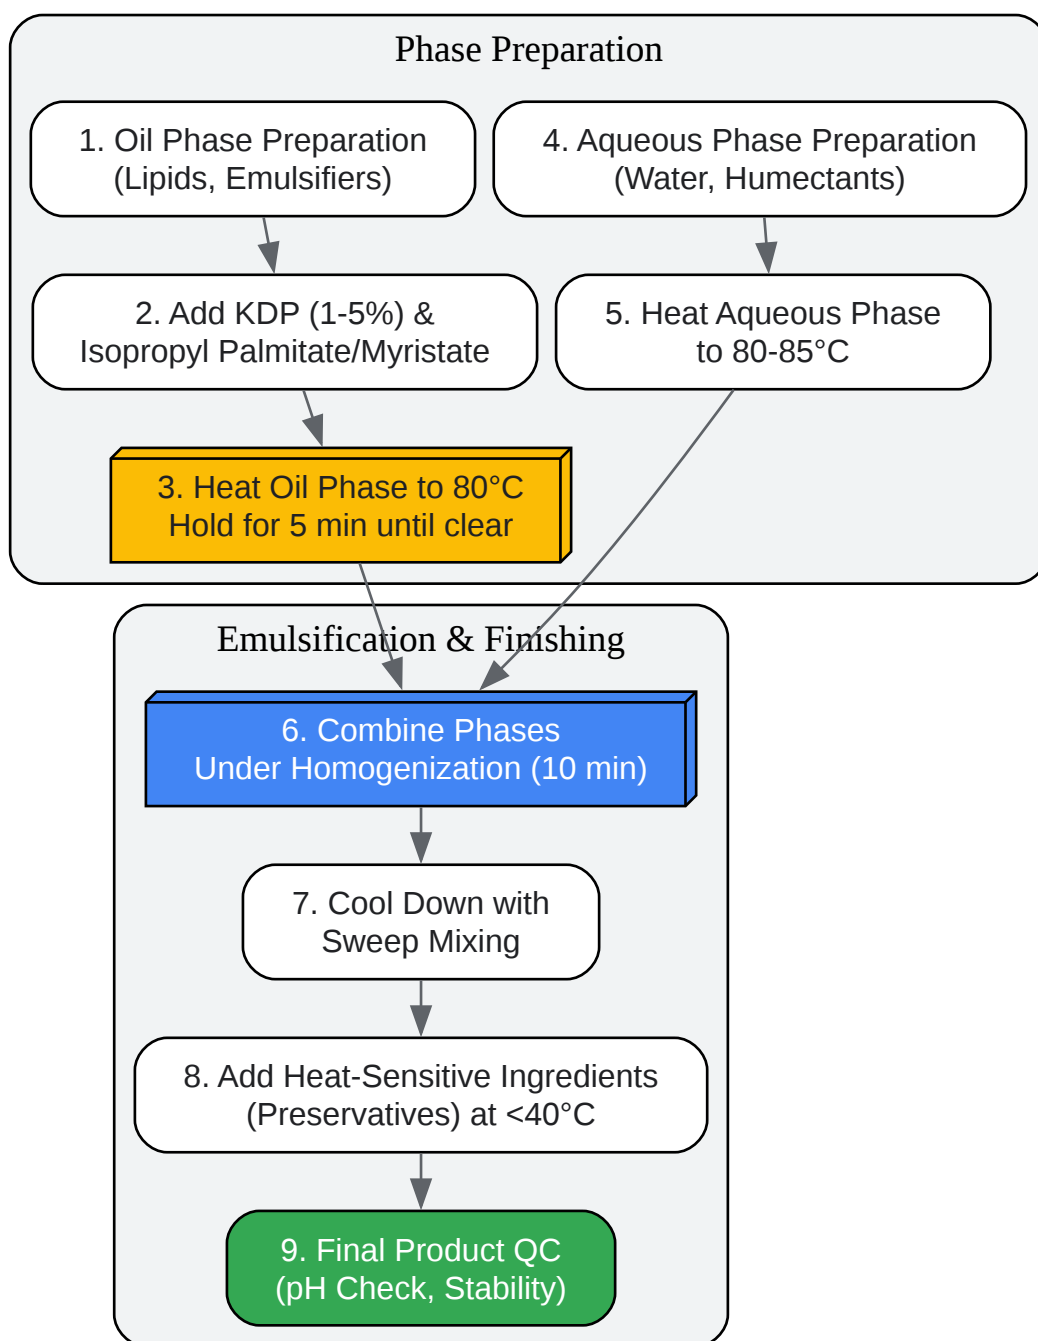 Phase Preparation
1. Oil Phase Preparation
(Lipids, Emulsifiers)
4. Aqueous Phase Preparation
(Water, Humectants)
2. Add KDP (1-5%) &
Isopropyl Palmitate/Myristate
5. Heat Aqueous Phase
to 80-85°C
3. Heat Oil Phase to 80°C
Hold for 5 min until clear
Emulsification & Finishing
6. Combine Phases
Under Homogenization (10 min)
7. Cool Down with
Sweep Mixing
8. Add Heat-Sensitive Ingredients
(Preservatives) at <40°C
9. Final Product QC
(pH Check, Stability)